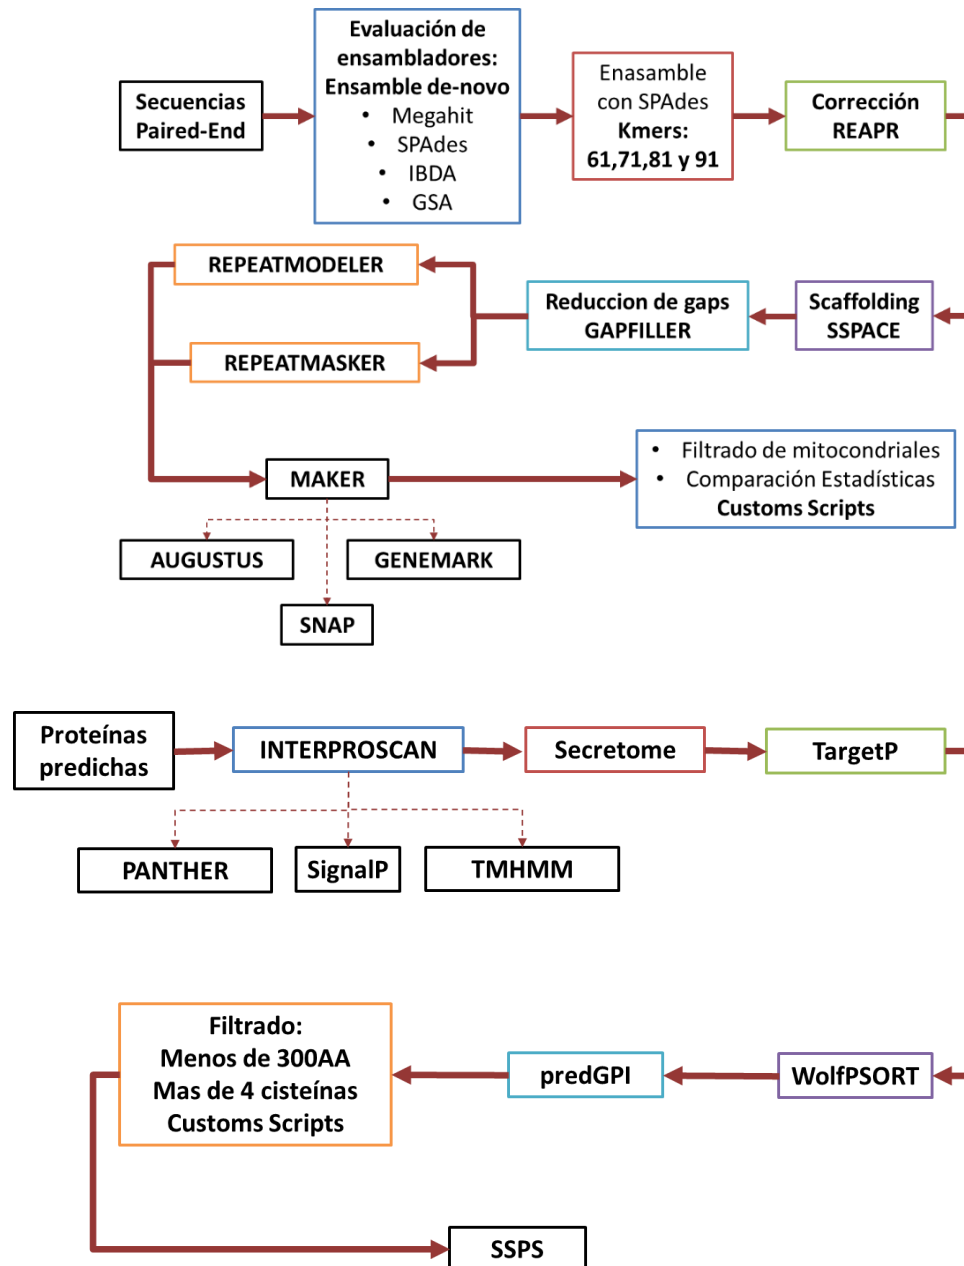 Secuencias
Paired-End
Evaluación de
ensambladores:
Ensamble de-novo
• Megahit
• SPAdes
• IBDA
• GSA
Enasamble
con SPAdes
Kmers:
61,71,81 y 91
Corrección
REAPR
REPEATMODELER
REPEATMASKER
Reduccion de gaps
GAPFILLER
Scaffolding
SSPACE
MAKER
• Filtrado de mitocondriales
• Comparación Estadísticas
Customs Scripts
AUGUSTUS
GENEMARK
SNAP
Proteínas
predichas
INTERPROSCAN
Secretome
TargetP
PANTHER
SignalP
TMHMM
Filtrado:
Menos de 300AA
Mas de 4 cisteínas
Customs Scripts
predGPI
WolfPSORT
SSPS